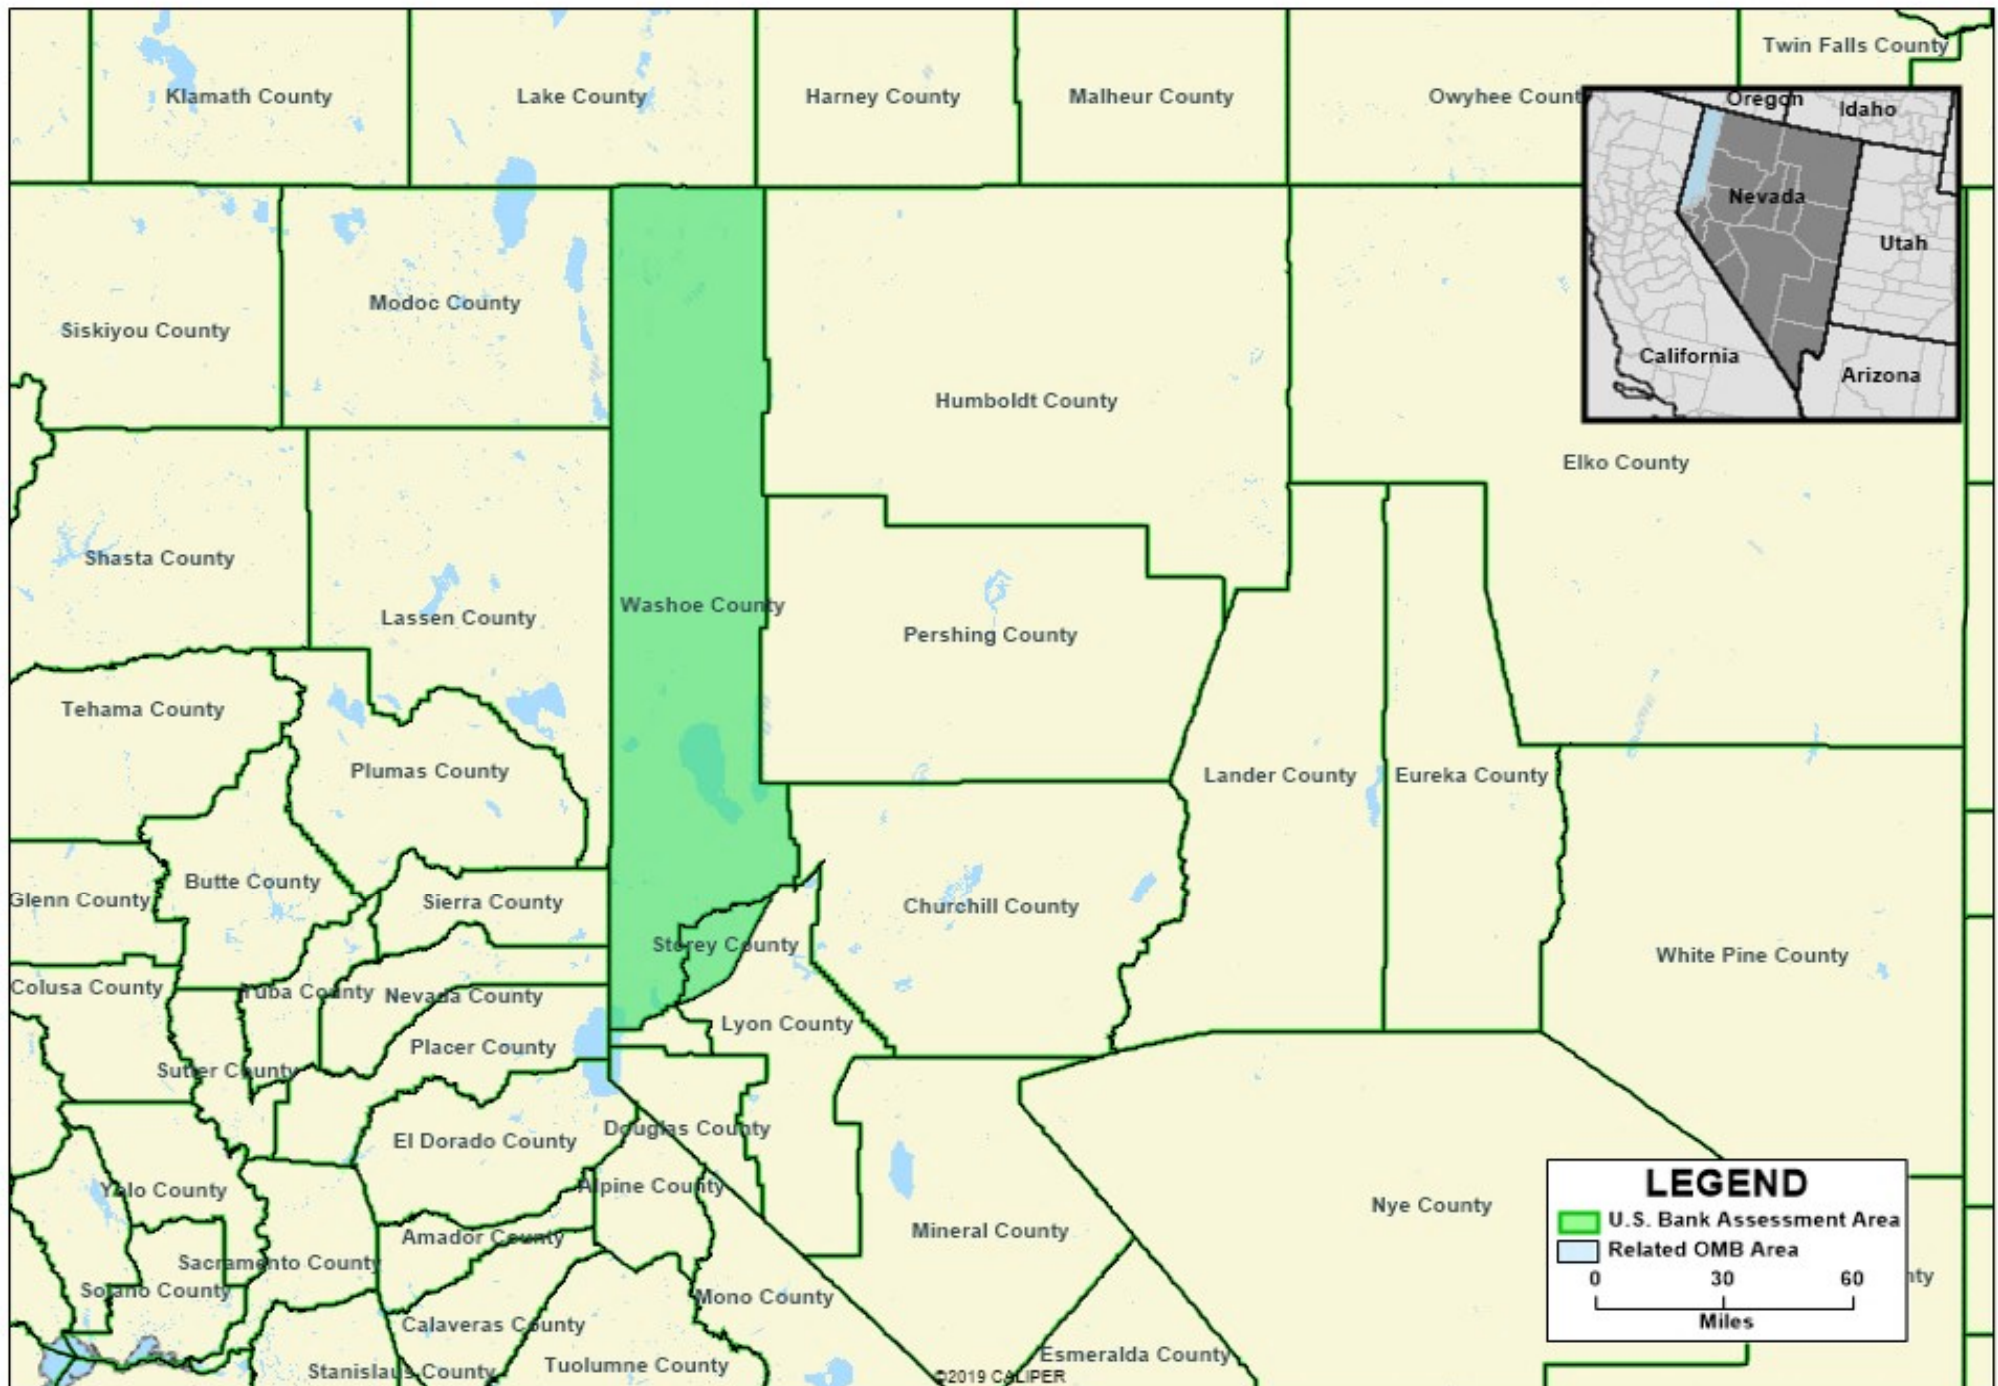 Twin Falls County
Klamath County
Lake County
Harney County
Malheur County
Owyhee Count
Oregon
Idaho
Nevada
Utah
California
Arizona
Siskiyou County
Modoc County
Humboldt County
Elko County
Shasta County
Lassen County
Washoe County
Pershing County
Tehama County
Plumas County
Lander County
Eureka County
Butte County
Glenn County
Sierra County
Churchill County
Storey County
White Pine County
Colusa County
Yuba County
Nevada County
Lyon County
Placer County
Sutter County
Douglas County
El Dorado County
Yolo County
Alpine County
Nye County
Mineral County
Amador County
Sacramento County
Solano County
Mono County
Calaveras County
Stanislaus County
Tuolumne County
Esmeralda County
©2019 CALIPER
LEGEND
U.S. Bank Assessment Area
Related OMB Area
0 30 60
Miles
nty